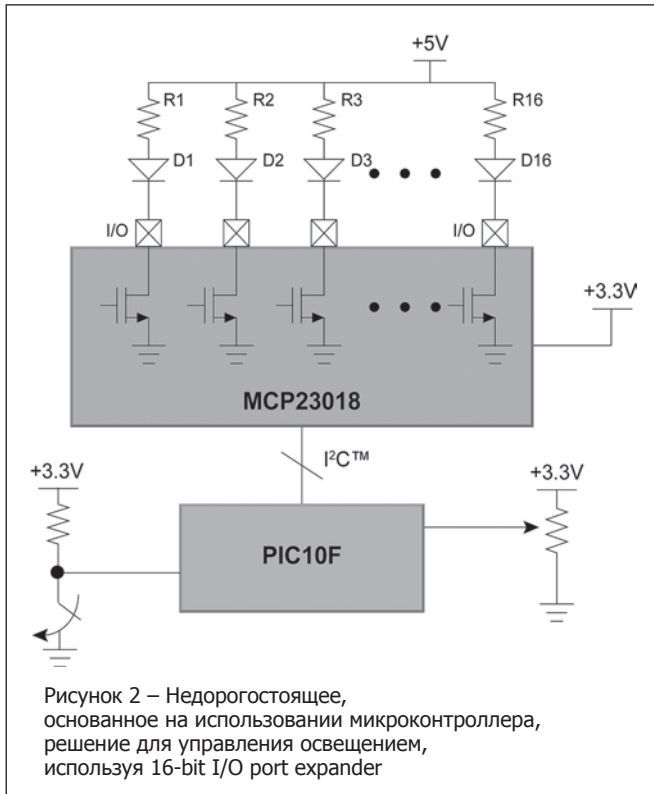 +5V
R1 R2 R3 R16
D1 D2 D3 D16
I/O I/O
+3.3V
MCP23018
I²C™
+3.3V +3.3V
PIC10F
Рисунок 2 – Недорогостоящее,
основанное на использовании микроконтроллера,
решение для управления освещением,
используя 16-bit I/O port expander